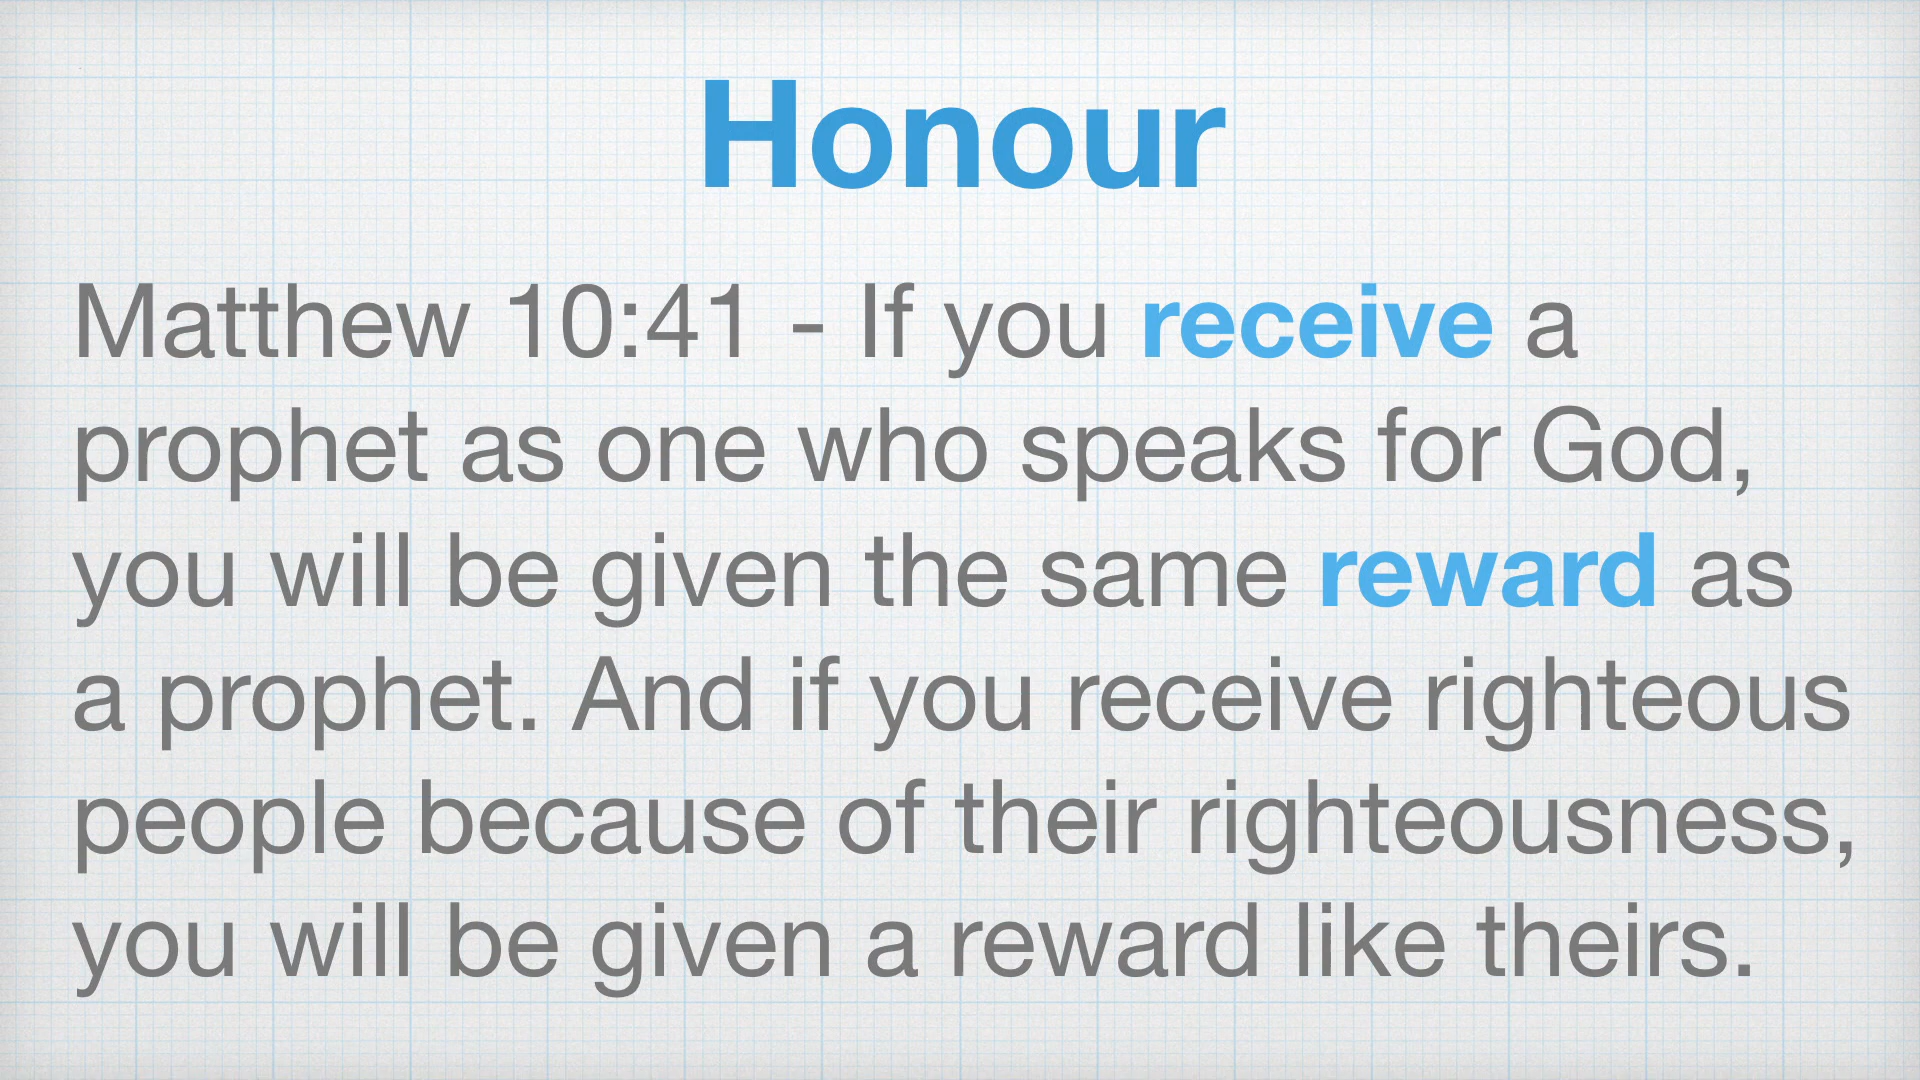 Honour
Matthew 10:41 - If you receive a
prophet as one who speaks for God,
you will be given the same reward as
a prophet. And if you receive righteous
people because of their righteousness,
you will be given a reward like theirs.